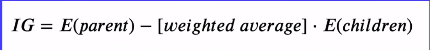 IG = E(parent) − [weighted average] · E(children)